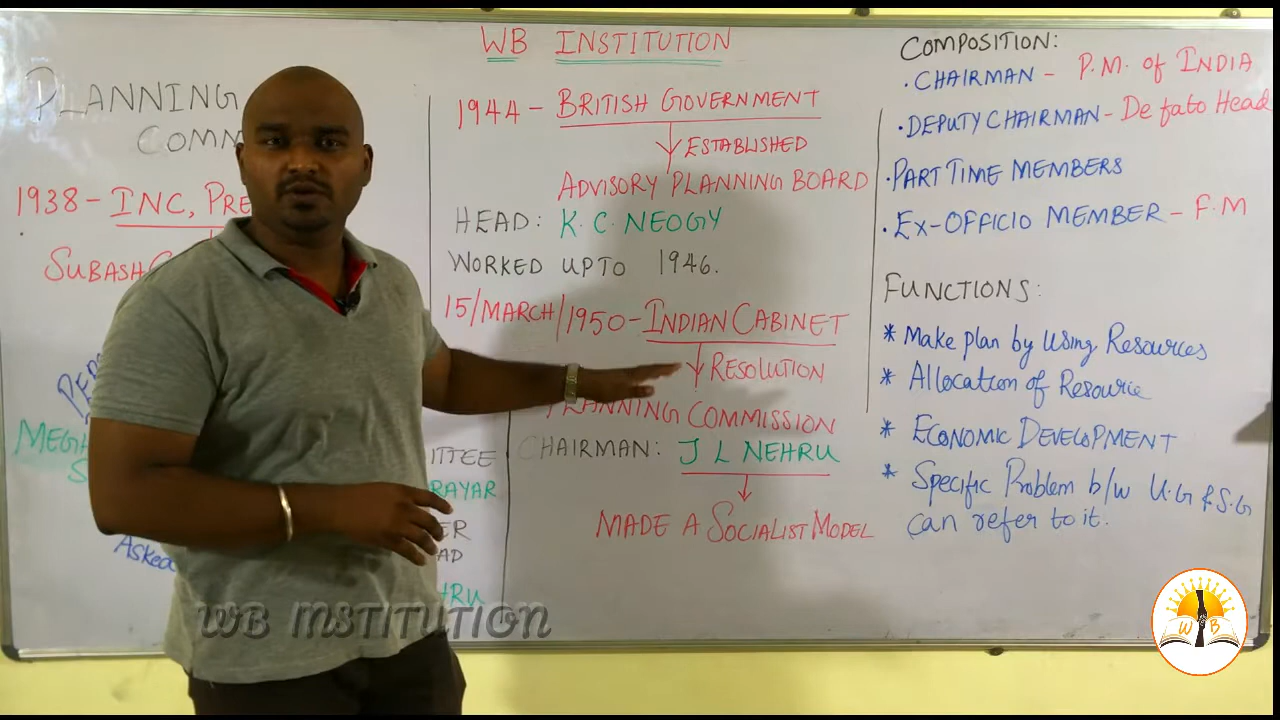 WB INSTITUTION
PLANNING
COMM
1938 - INC, PRE
SUBASH
MEGH
Asked
ITTEE
RAYAR
ER
AD
HRU
1944 - BRITISH GOVERNMENT
ESTABLISHED
ADVISORY PLANNING BOARD
HEAD: K. C. NEOGY
WORKED UPTO 1946.
15/MARCH/1950 - INDIAN CABINET
RESOLUTION
PLANNING COMMISSION
CHAIRMAN: J L NEHRU
MADE A SOCIALIST MODEL
COMPOSITION:
. CHAIRMAN - P.M. of INDIA
. DEPUTY CHAIRMAN - De fato Head
. PART TIME MEMBERS
. EX-OFFICIO MEMBER - F.M
FUNCTIONS:
* Make plan by Using Resources
* Allocation of Resource
* ECONOMIC DEVELOPMENT
* Specific Problem b/w U.G & S.G
can refer to it.
WB INSTITUTION
W B